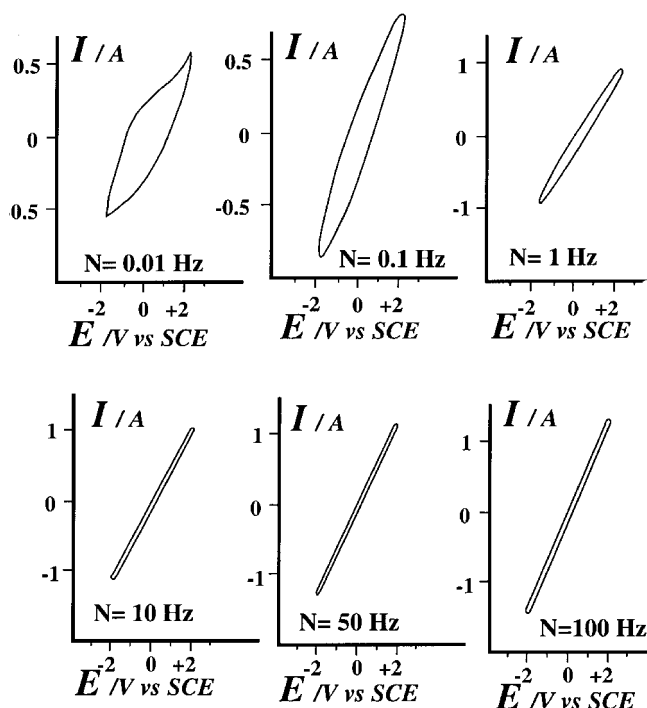 I / A
0.5
0
0.5
N= 0.01 Hz
-2 0 +2
E /V vs SCE
I / A
0.5
0
-0.5
N= 0.1 Hz
-2 0 +2
E /V vs SCE
I / A
1
0
-1
N= 1 Hz
-2 0 +2
E /V vs SCE
I / A
1
0
-1
N= 10 Hz
-2 0 +2
E /V vs SCE
I / A
1
0
-1
N= 50 Hz
-2 0 +2
E /V vs SCE
I / A
1
0
-1
N=100 Hz
-2 0 +2
E /V vs SCE